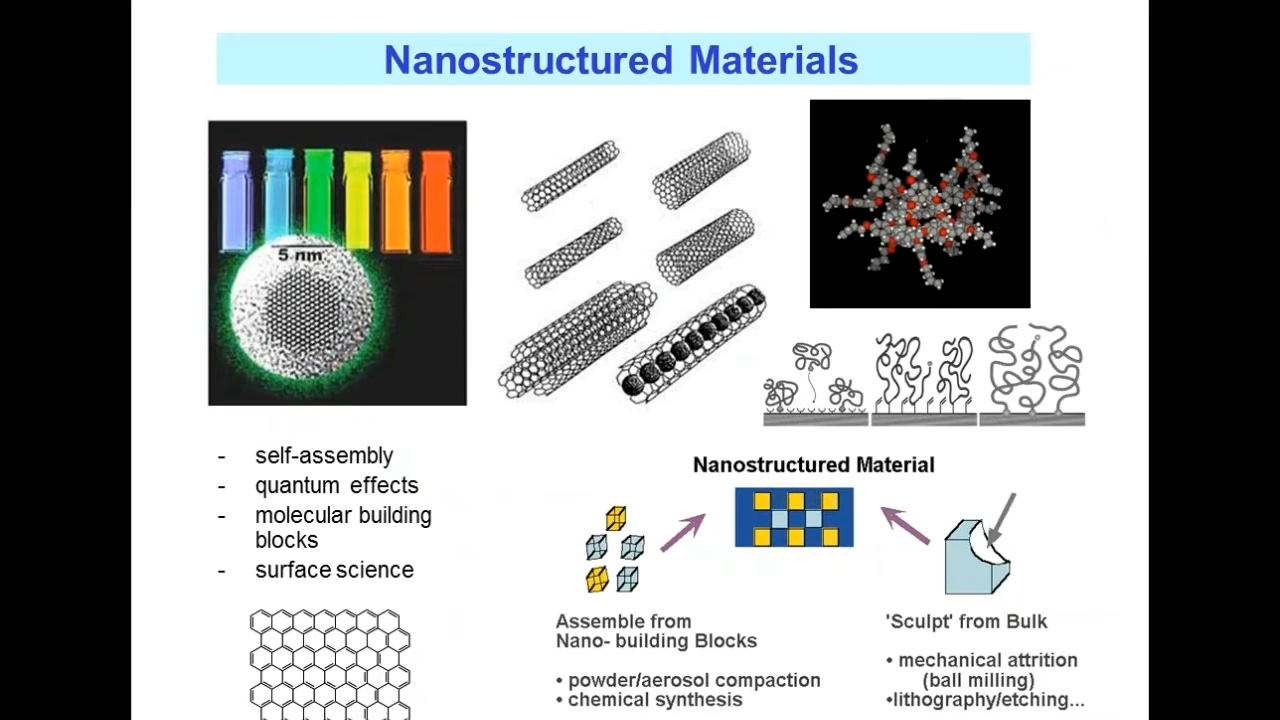 Nanostructured Materials
5 nm
- self-assembly
- quantum effects
- molecular building
blocks
- surface science
Nanostructured Material
Assemble from
Nano- building Blocks
• powder/aerosol compaction
• chemical synthesis
'Sculpt' from Bulk
• mechanical attrition
(ball milling)
•lithography/etching...